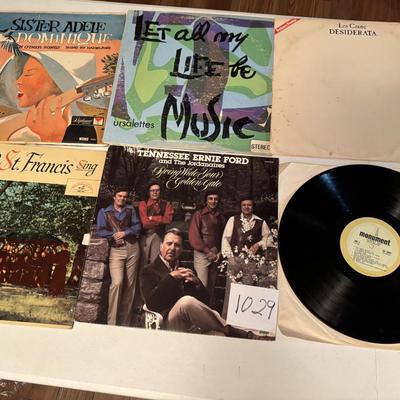 SISTER ADELE
DOMINIQUE
LET all my
LIFE be
MUSIC
ursalettes
STEREO
Les Crane
DESIDERATA
St. Francis Sing
TENNESSEE ERNIE FORD
and The Jordanaires
Swing Wide Your
Golden Gate
1029
monument